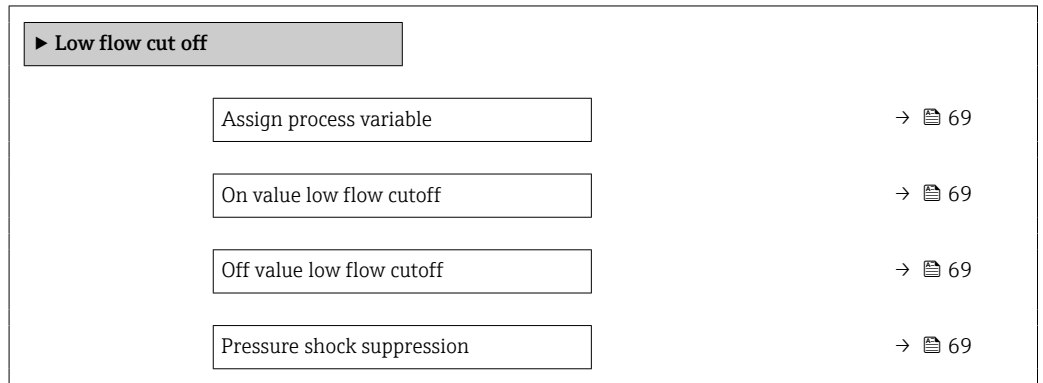 ► Low flow cut off
Assign process variable → 69
On value low flow cutoff → 69
Off value low flow cutoff → 69
Pressure shock suppression → 69